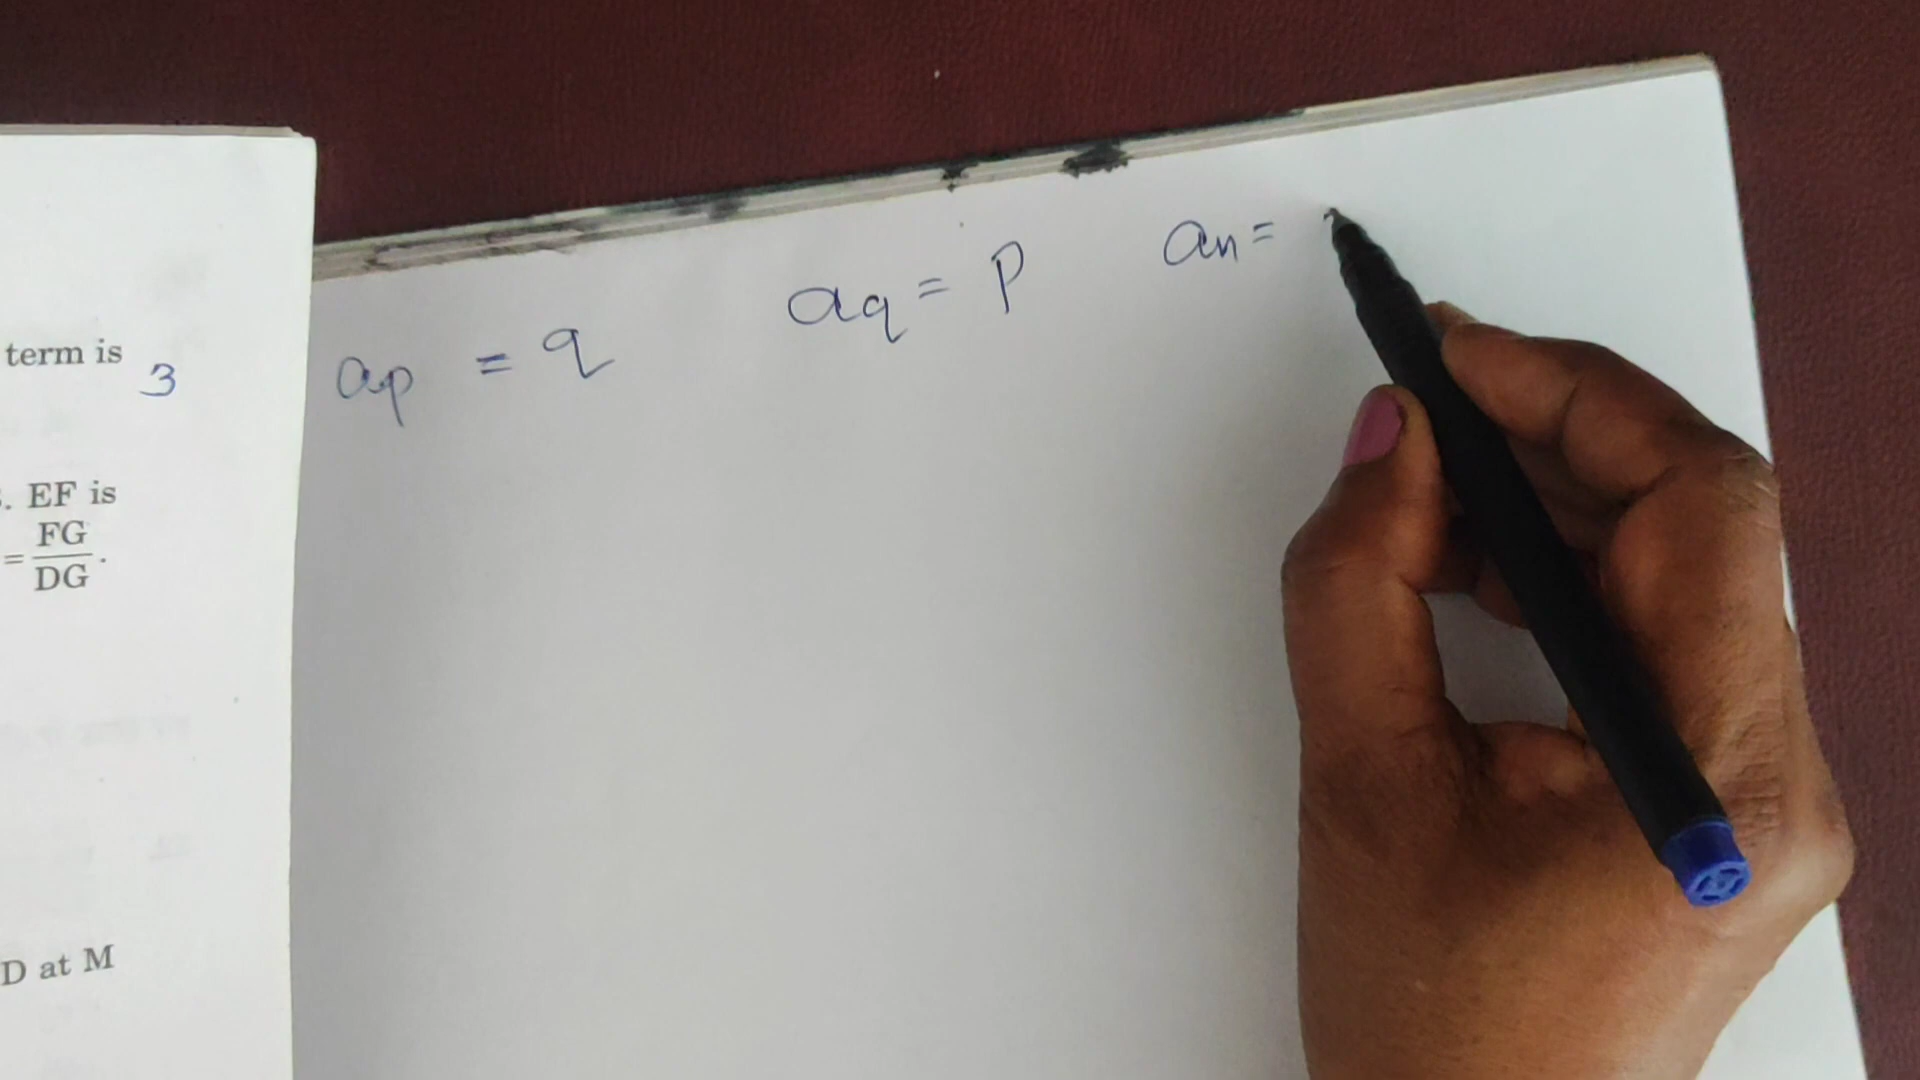 term is 3
. EF is
= FG
DG .
D at M
ap = q aq = p an =